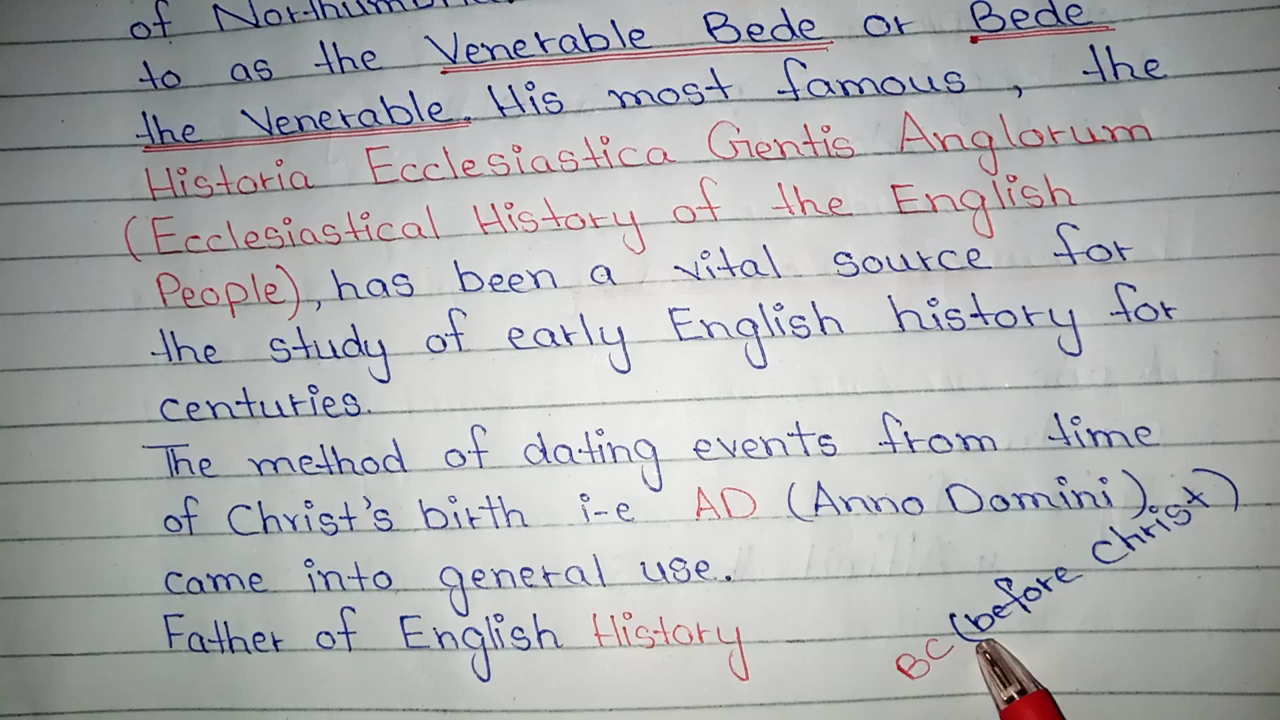 of Northum
to as the Venerable Bede or Bede
the Venerable. His most famous, the
Historia Ecclesiastica Gentis Anglorum
(Ecclesiastical History of the English
People), has been a vital source for
the study of early English history for
centuries.
The method of dating events from time
of Christ's birth i-e AD (Anno Domini).
came into general use.
Father of English History
BC (before Christ)